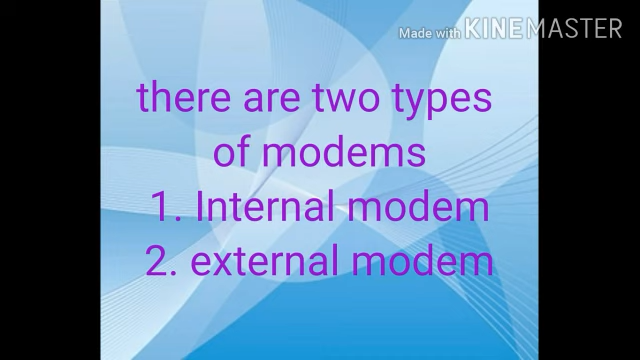 Made with KINEMASTER
there are two types
of modems
1. Internal modem
2. external modem